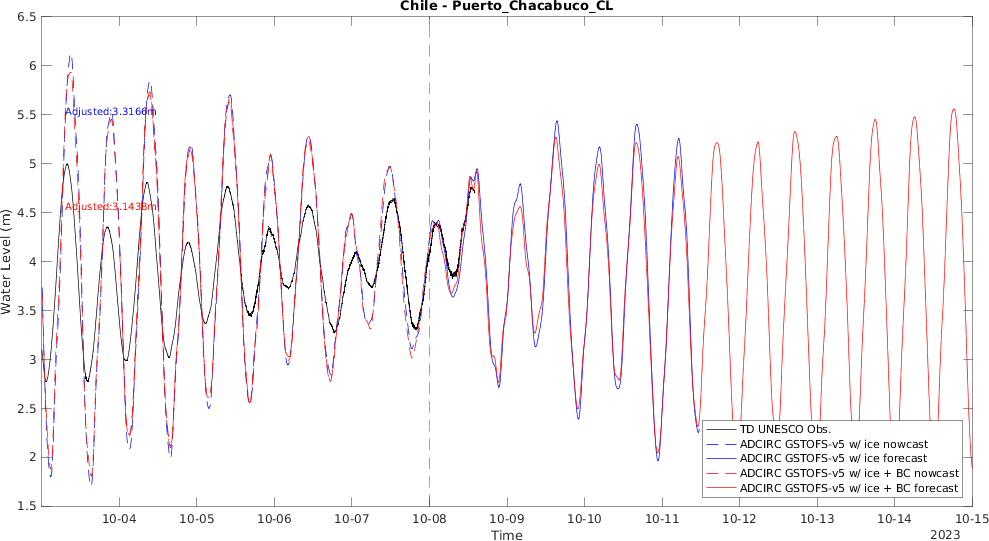 Chile - Puerto_Chacabuco_CL
6.5
6
5.5
5
4.5
4
3.5
3
2.5
2
1.5
Water Level (m)
Adjusted:3.3166m
Adjusted:3.1438m
TD UNESCO Obs.
ADCIRC GSTOFS-v5 w/ ice nowcast
ADCIRC GSTOFS-v5 w/ ice forecast
ADCIRC GSTOFS-v5 w/ ice + BC nowcast
ADCIRC GSTOFS-v5 w/ ice + BC forecast
10-04 10-05 10-06 10-07 10-08 10-09 10-10 10-11 10-12 10-13 10-14 10-15
Time
2023